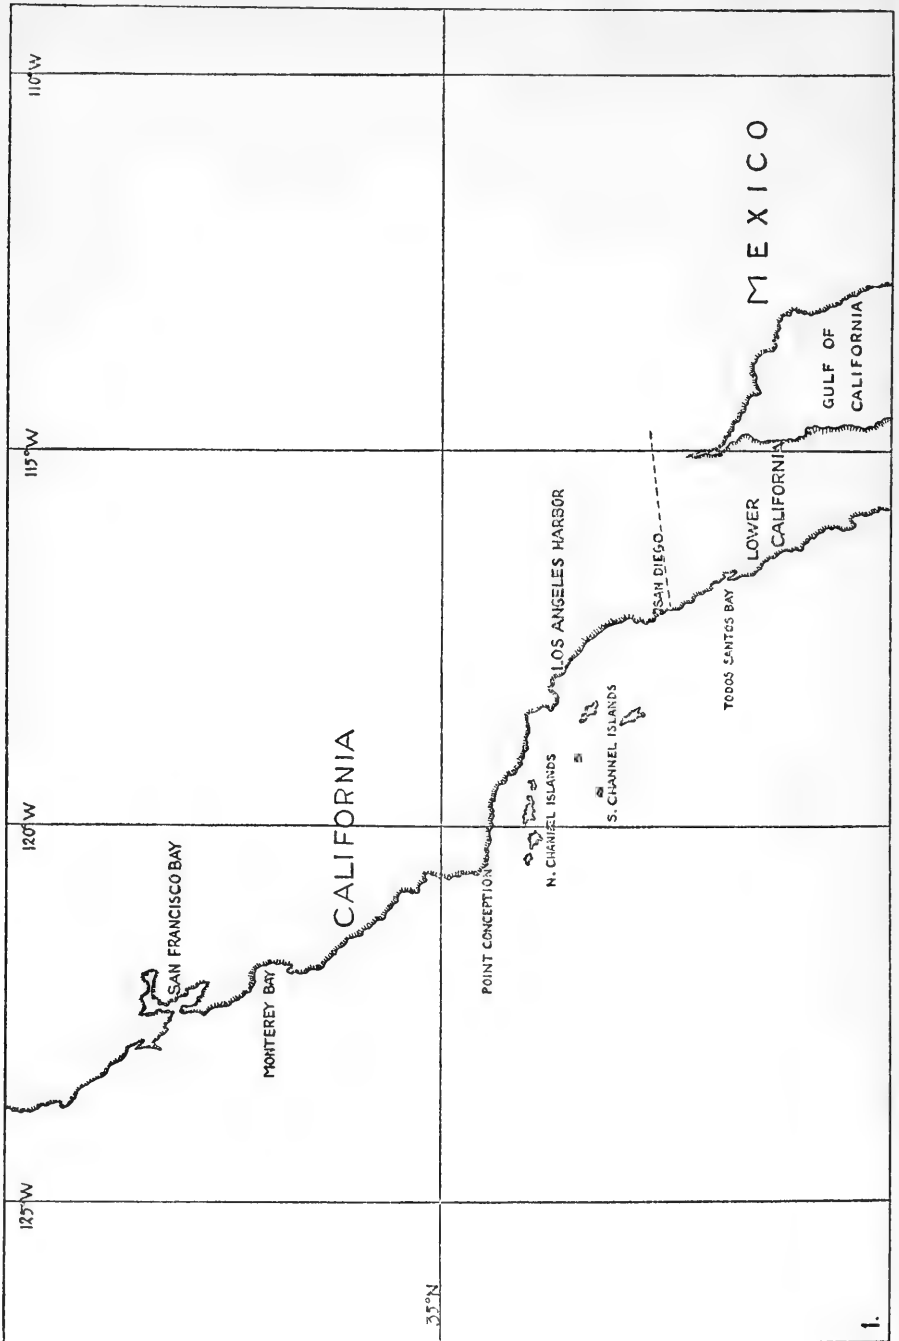 125°W
120°W
115°W
110°W
SAN FRANCISCO BAY
MONTEREY BAY
CALIFORNIA
35°N
POINT CONCEPTION
N. CHANNEL ISLANDS
LOS ANGELES HARBOR
S. CHANNEL ISLANDS
SAN DIEGO
TODOS SANTOS BAY
LOWER
CALIFORNIA
MEXICO
GULF OF
CALIFORNIA
1.